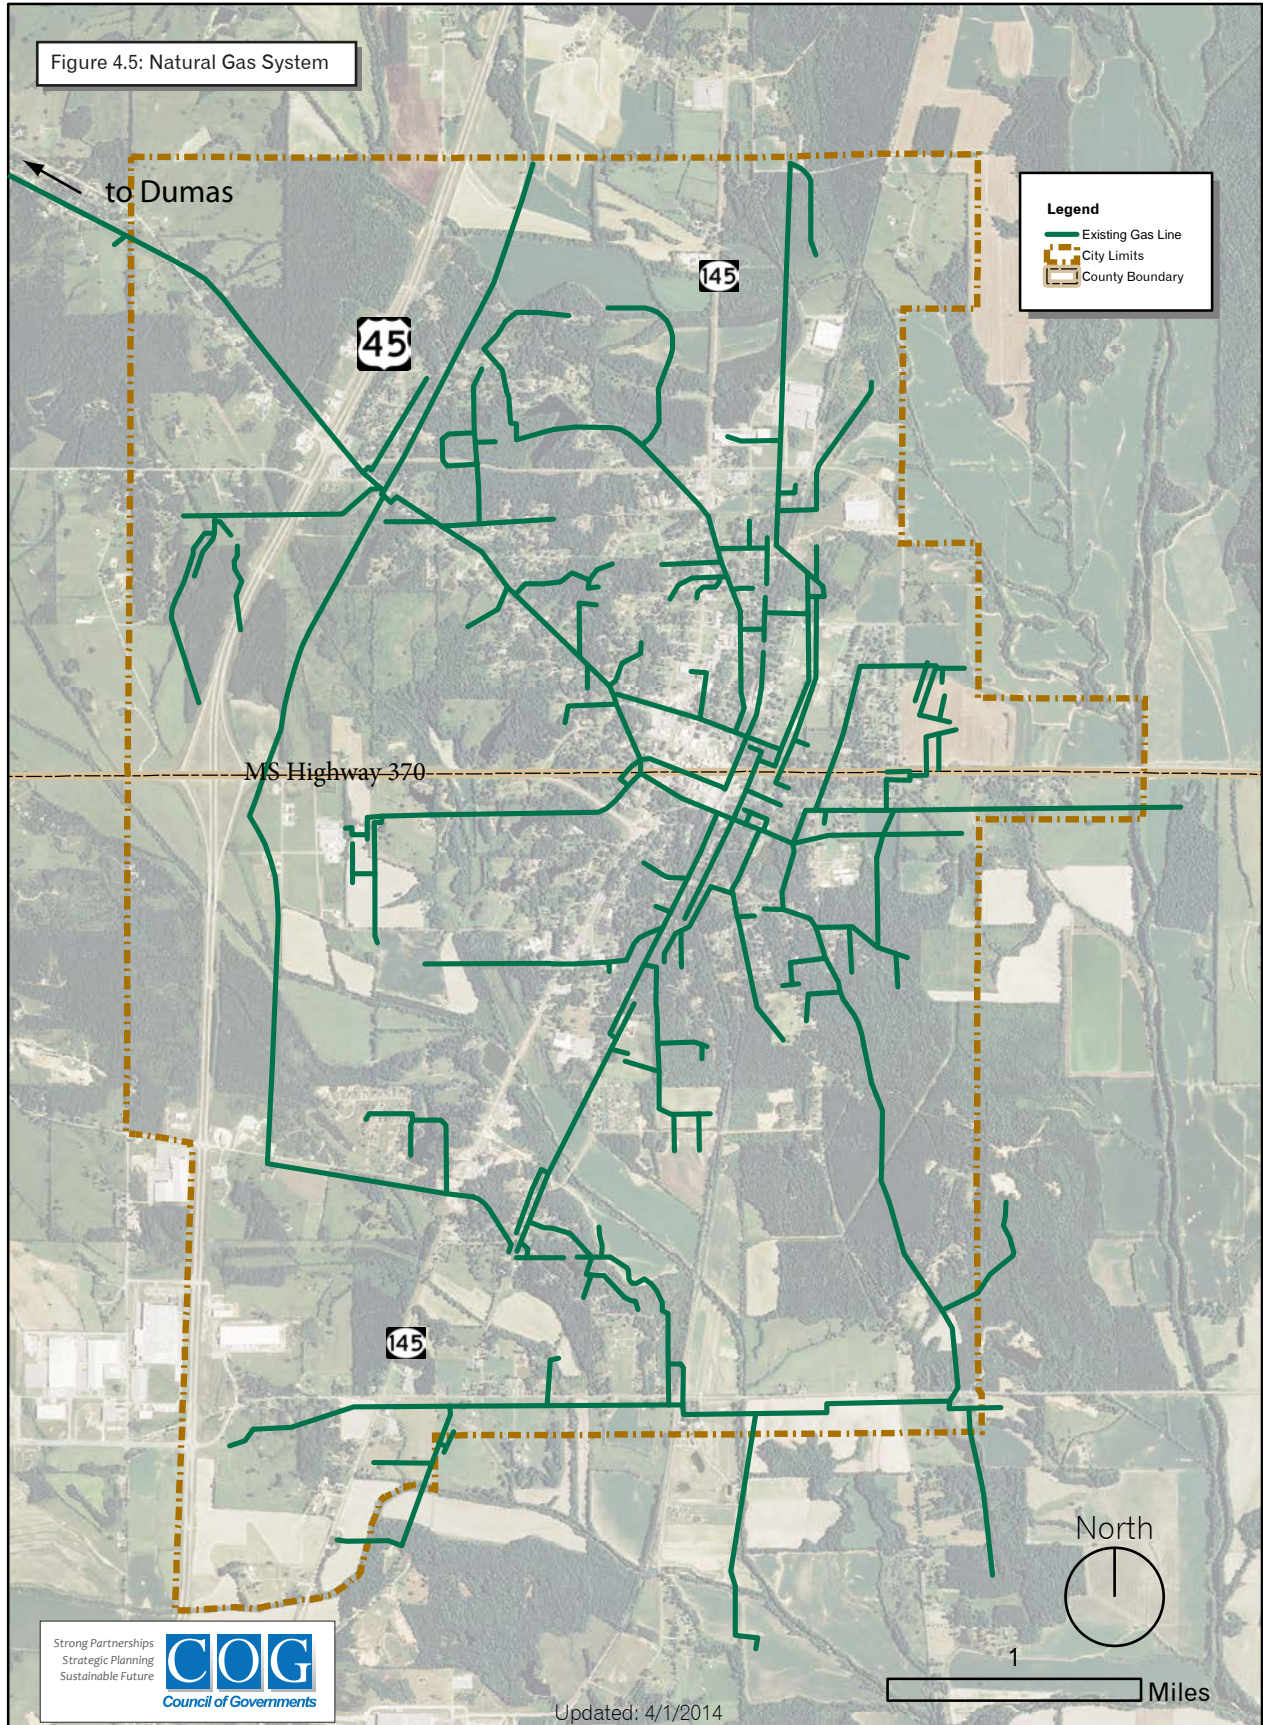 Figure 4.5: Natural Gas System
to Dumas
Legend
Existing Gas Line
City Limits
County Boundary
145
45
MS Highway 370
145
North
1
Miles
Strong Partnerships
Strategic Planning
Sustainable Future
COG
Council of Governments
Updated: 4/1/2014